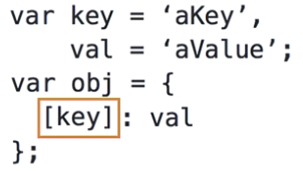 var key = ‘aKey’,
    val = ‘aValue’;
var obj = {
  [key]: val
};